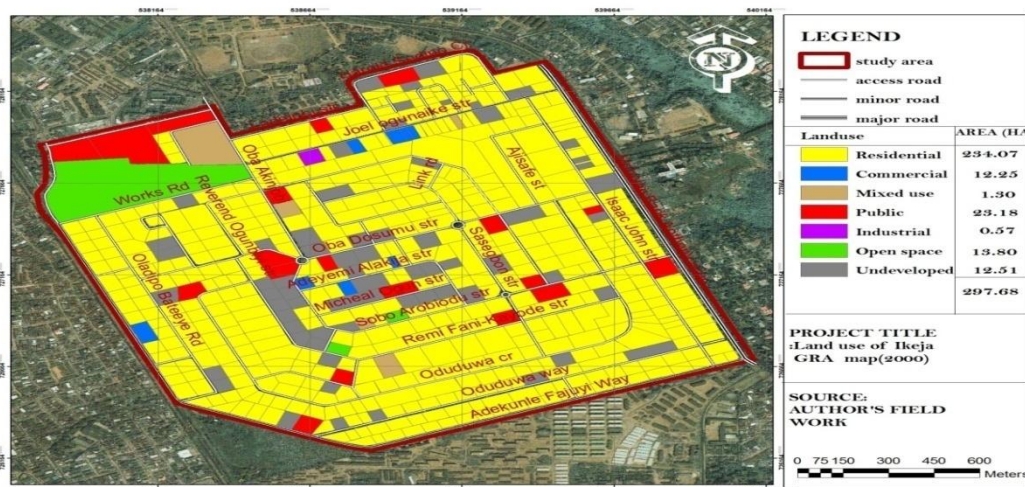 538164 538664 539164 539664 540164
N
Joel ogunaike str
Oba Akin
Link rd
Ajisafe st
Works Rd
Reverend Ogunbiyi
Isaac John str
Oba Dosumu str
Sasegbon str
Adeyemi Alakija str
Oladipo Bateeye Rd
Micheal
str
Sobo Arobiodu str
Remi Fani-Kayode str
Oduduwa cr
Oduduwa way
Adekunle Fajuyi Way
LEGEND
study area
access road
minor road
major road
Landuse AREA (HA
Residential 234.07
Commercial 12.25
Mixed use 1.30
Public 23.18
Industrial 0.57
Open space 13.80
Undeveloped 12.51
297.68
PROJECT TITLE
:Land use of Ikeja
GRA map(2000)
SOURCE:
AUTHOR'S FIELD
WORK
0 75 150 300 450 600
Meters